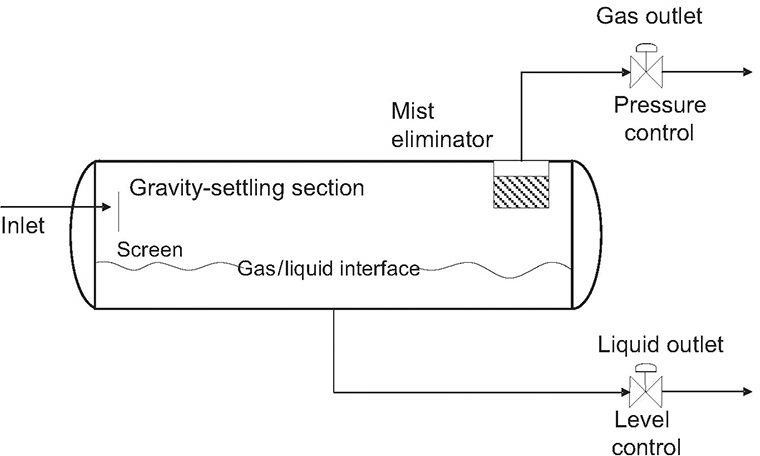 Gas outlet
Pressure
control
Mist
eliminator
Gravity-settling section
Inlet
Screen
Gas/liquid interface
Liquid outlet
Level
control